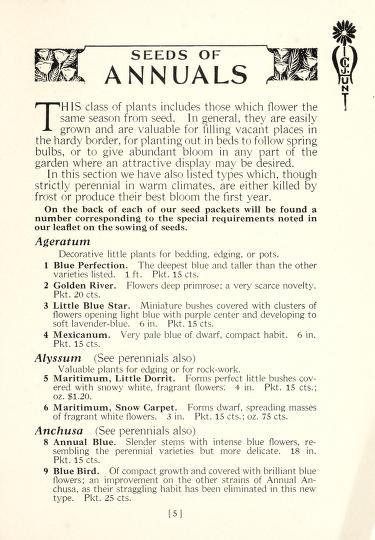 SEEDS OF
ANNUALS
THIS class of plants includes those which flower the
same season from seed. In general, they are easily
grown and are valuable for filling vacant places in
the hardy border, for planting out in beds to follow spring
bulbs, or to give abundant bloom in any part of the
garden where an attractive display may be desired.
In this section we have also listed types which, though
strictly perennial in warm climates, are either killed by
frost or produce their best bloom the first year.
On the back of each of our seed packets will be found a
number corresponding to the special requirements noted in
our leaflet on the sowing of seeds.
Ageratum
Decorative little plants for bedding, edging, or pots.
1 Blue Perfection. The deepest blue and taller than the other
varieties listed. 1 ft. Pkt. 15 cts.
2 Golden River. Flowers deep primrose; a very scarce novelty.
Pkt. 20 cts.
3 Little Blue Star. Miniature bushes covered with clusters of
flowers opening light blue with purple center and developing to
soft lavender-blue. 6 in. Pkt. 15 cts.
4 Mexicanum. Very pale blue of dwarf, compact habit. 6 in.
Pkt. 15 cts.
Alyssum (See perennials also)
Valuable plants for edging or for rock-work.
5 Maritimum, Little Dorrit. Forms perfect little bushes cov-
ered with snowy white, fragrant flowers. 4 in. Pkt. 15 cts.;
oz. $1.20.
6 Maritimum, Snow Carpet. Forms dwarf, spreading masses
of fragrant white flowers. 3 in. Pkt. 15 cts.; oz. 75 cts.
Anchusa (See perennials also)
8 Annual Blue. Slender stems with intense blue flowers, re-
sembling the perennial varieties but more delicate. 18 in.
Pkt. 15 cts.
9 Blue Bird. Of compact growth and covered with brilliant blue
flowers; an improvement on the other strains of Annual An-
chusa, as their straggling habit has been eliminated in this new
type. Pkt. 25 cts.
[5]